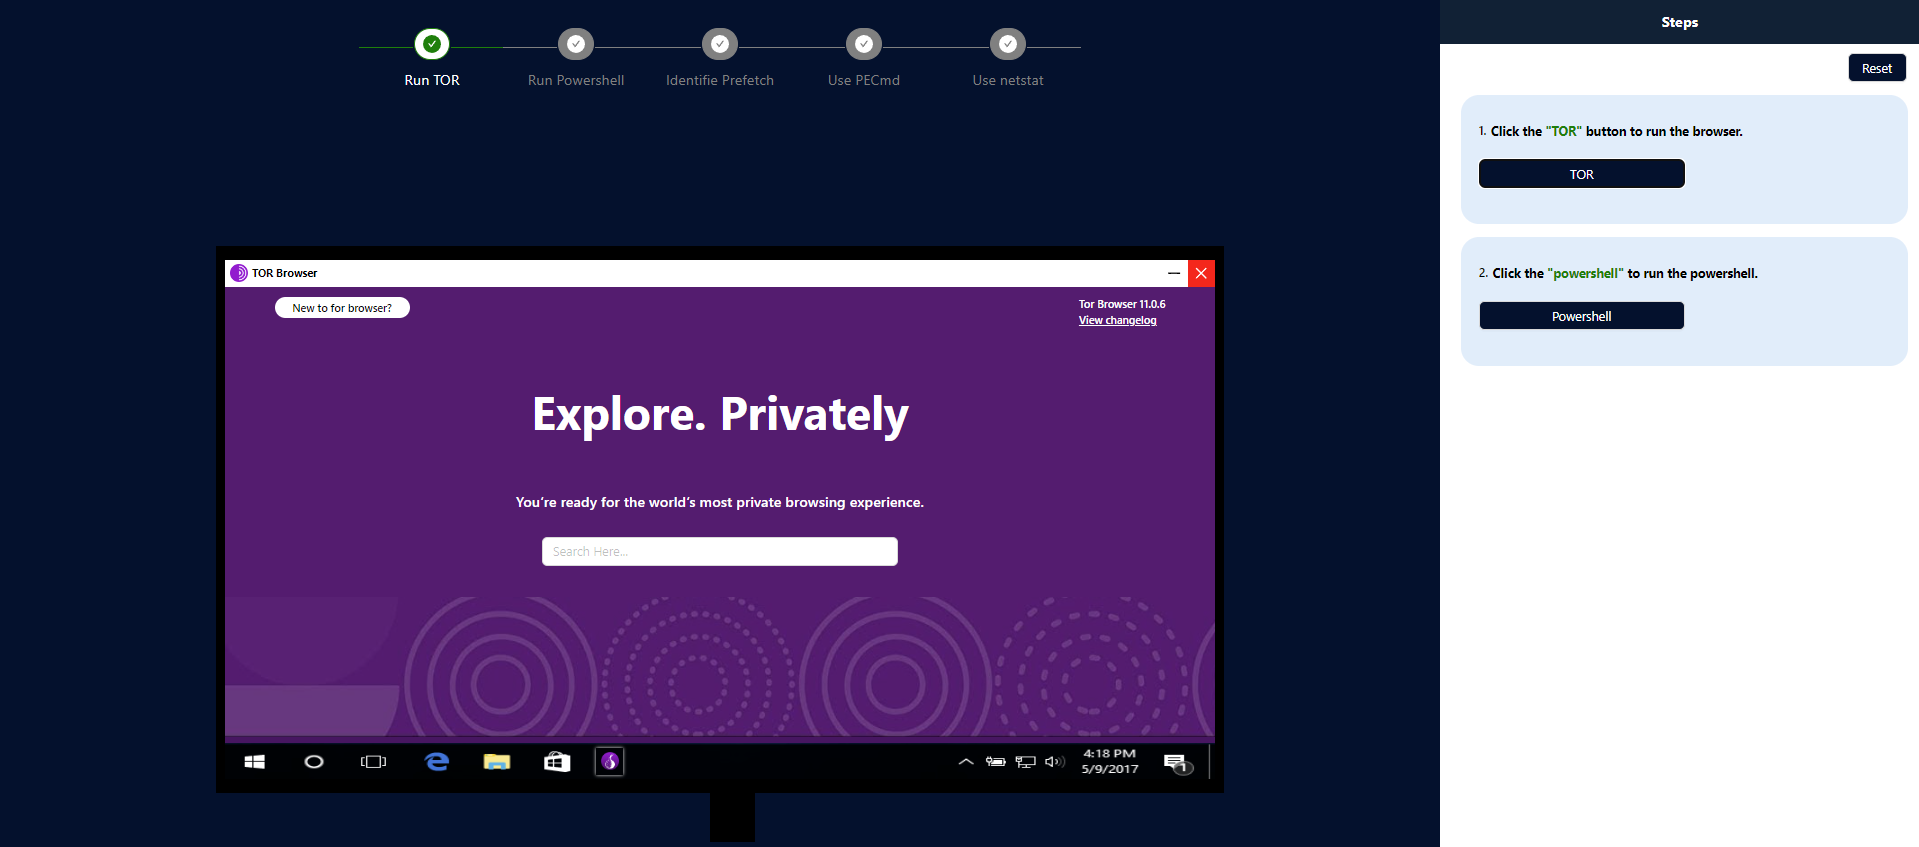 Run TOR
Run Powershell
Identifie Prefetch
Use PECmd
Use netstat
TOR Browser
New to for browser?
Tor Browser 11.0.6
View changelog
Explore. Privately
You're ready for the world's most private browsing experience.
Search Here...
4:18 PM
5/9/2017
1
Steps
Reset
1. Click the "TOR" button to run the browser.
TOR
2. Click the "powershell" to run the powershell.
Powershell